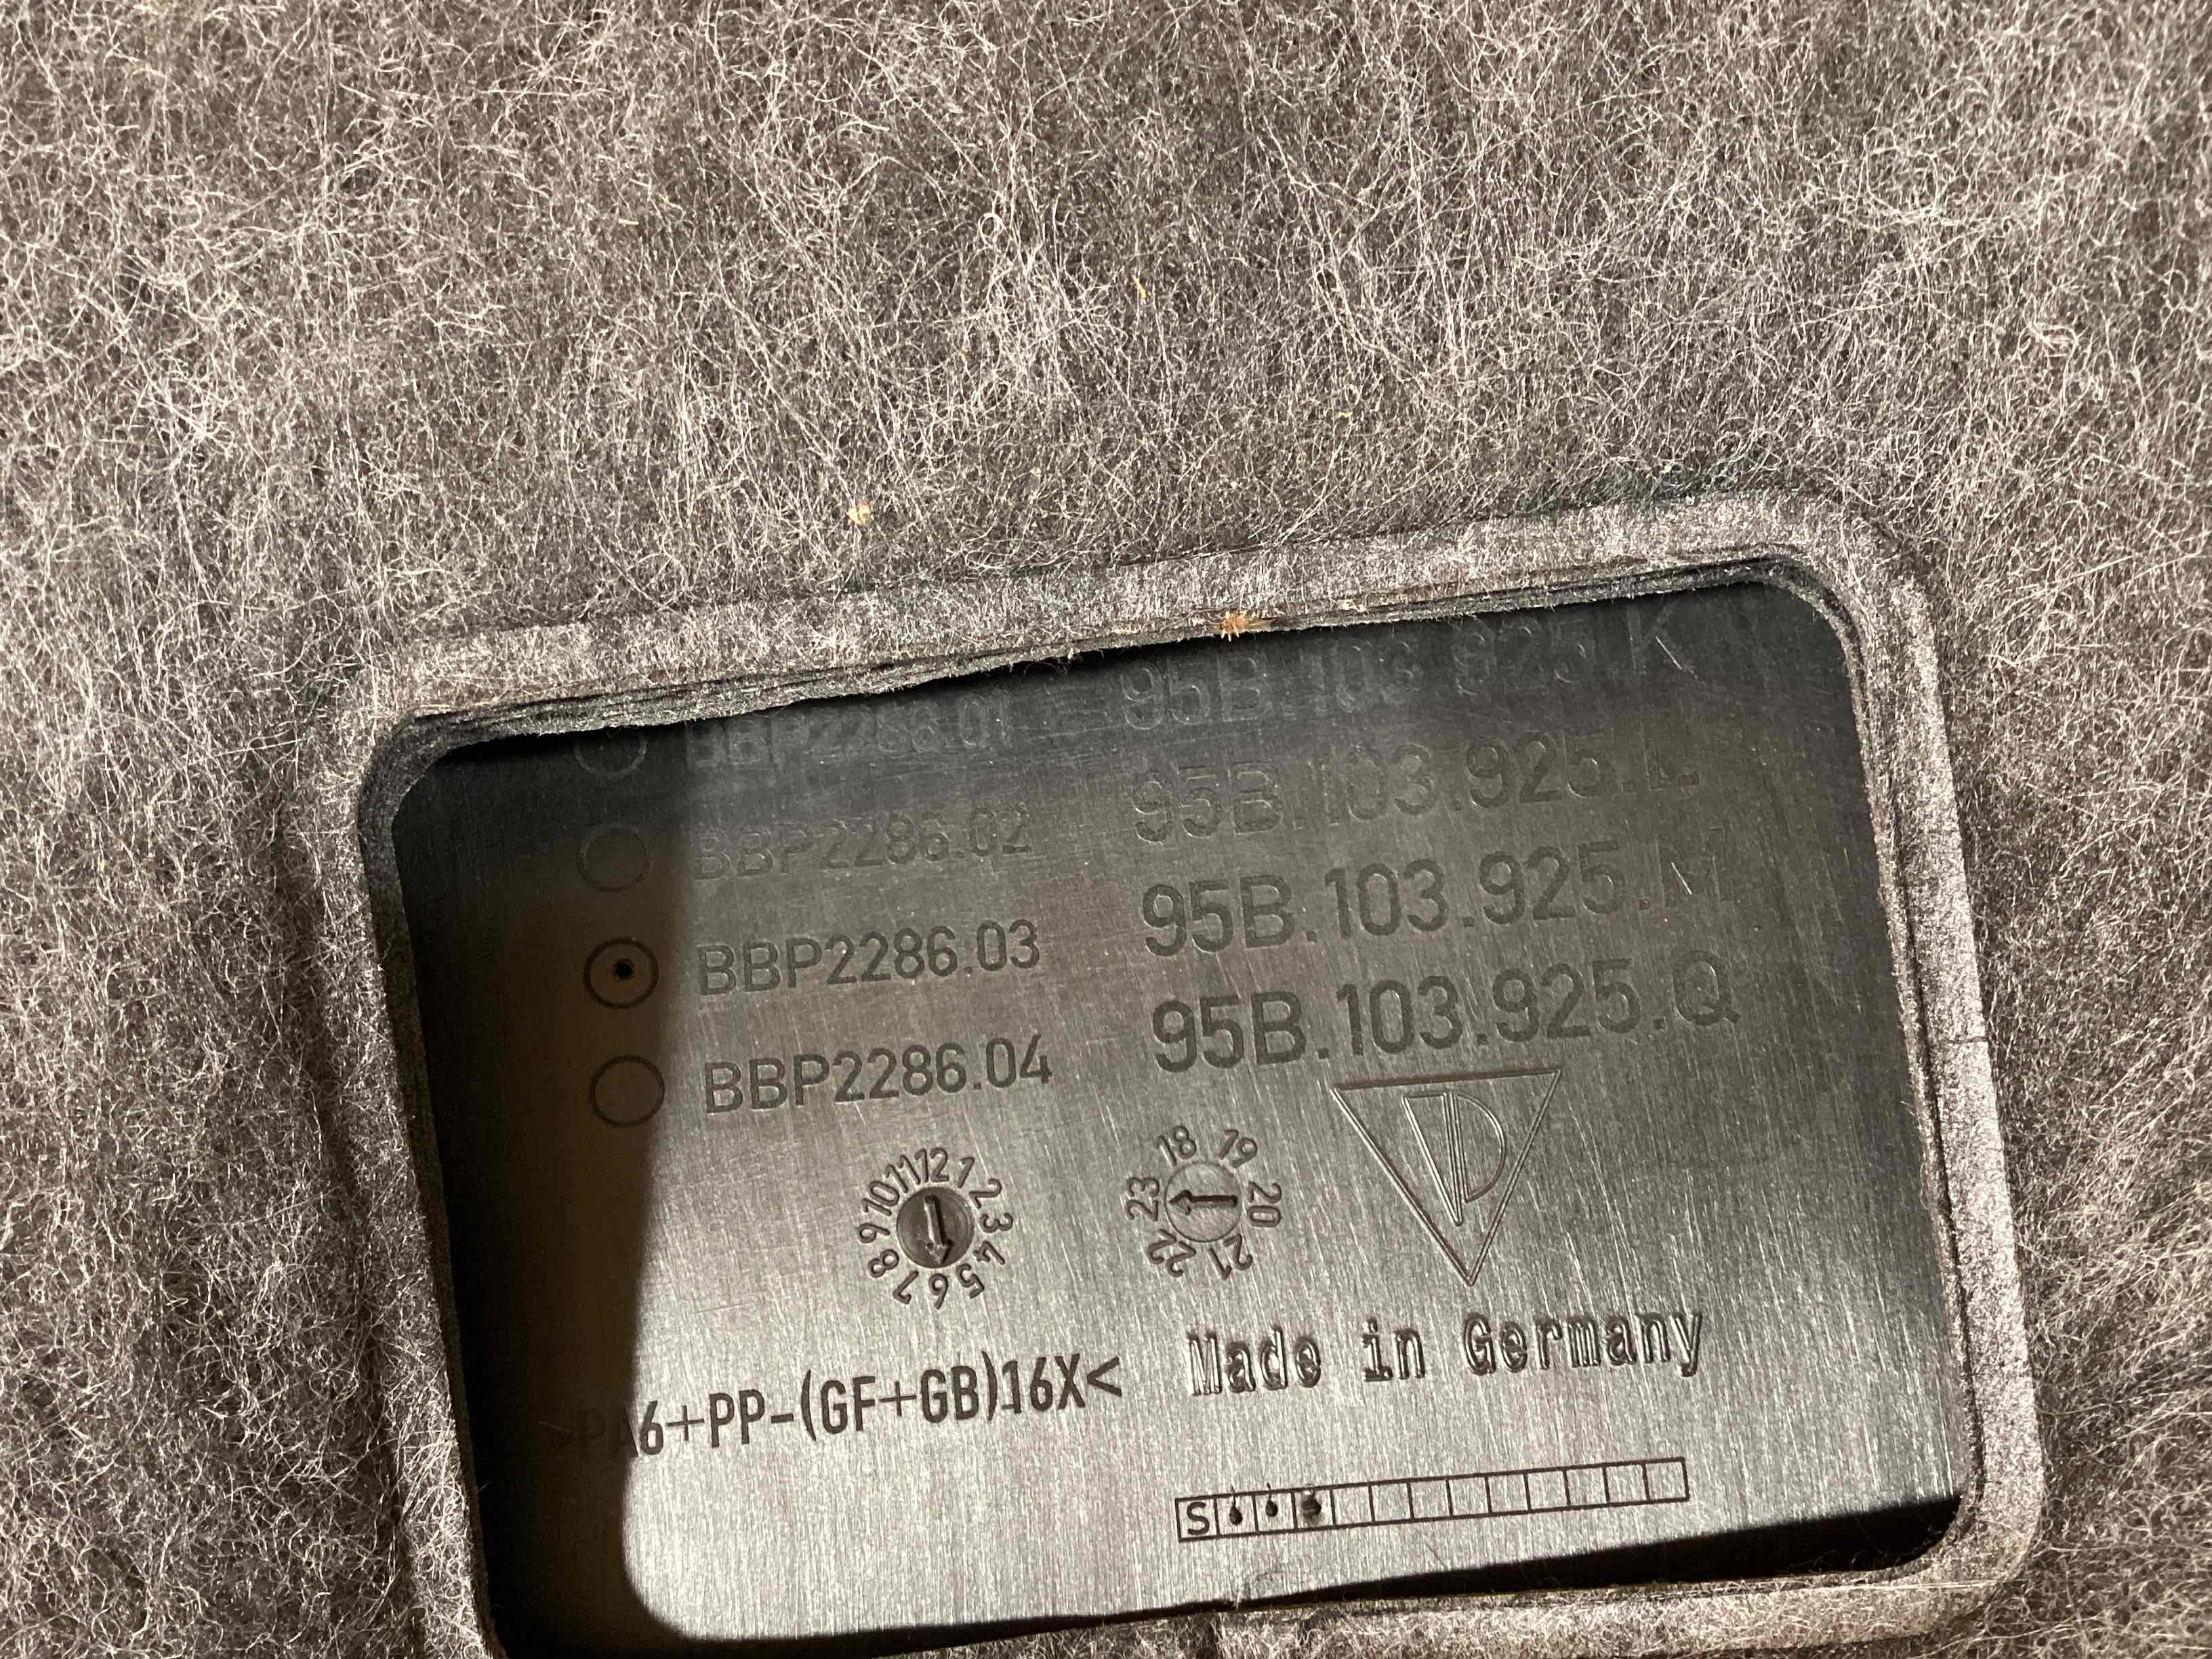 BBP2286.01 = 95B.103.925.K
BBP2286.02 95B.103.925.L
BBP2286.03 95B.103.925.M
BBP2286.04 95B.103.925.Q
1 2 3 4 5 6 7 8 9 10 11 12
18 19 20 21 22 23
>PA6+PP-(GF+GB)16X<
Made in Germany
S